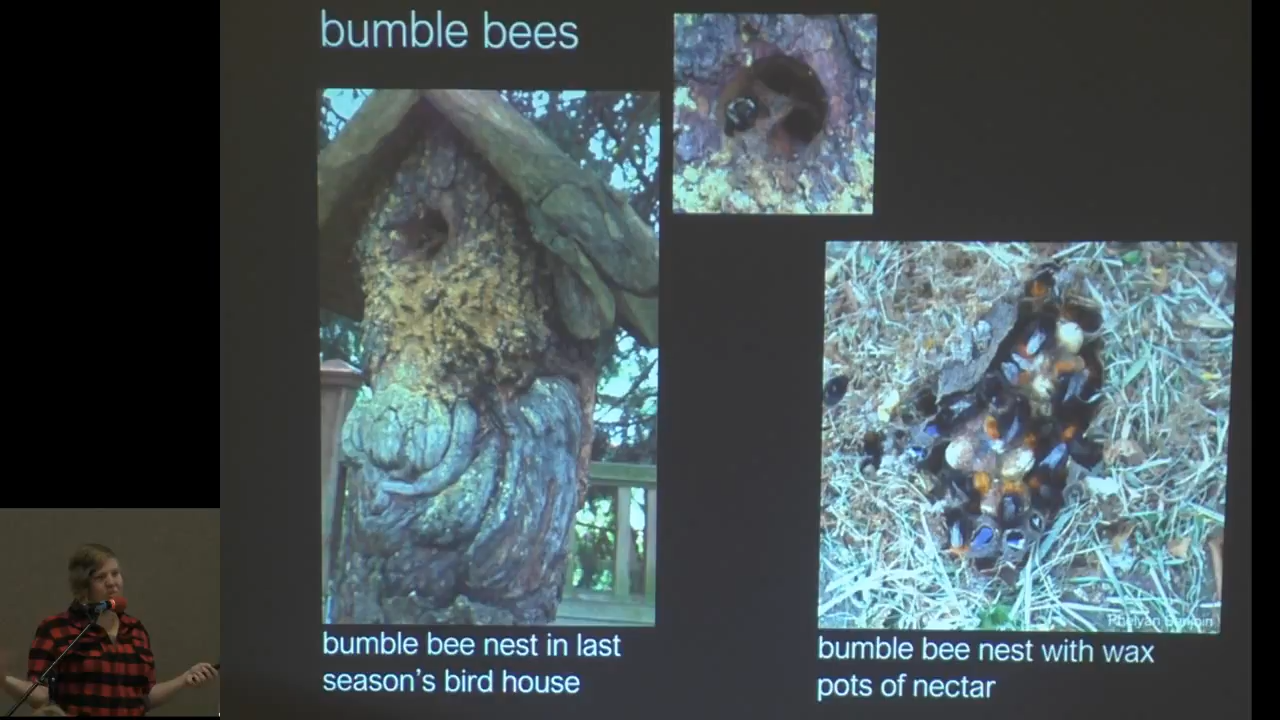 bumble bees
bumble bee nest in last
season's bird house
bumble bee nest with wax
pots of nectar